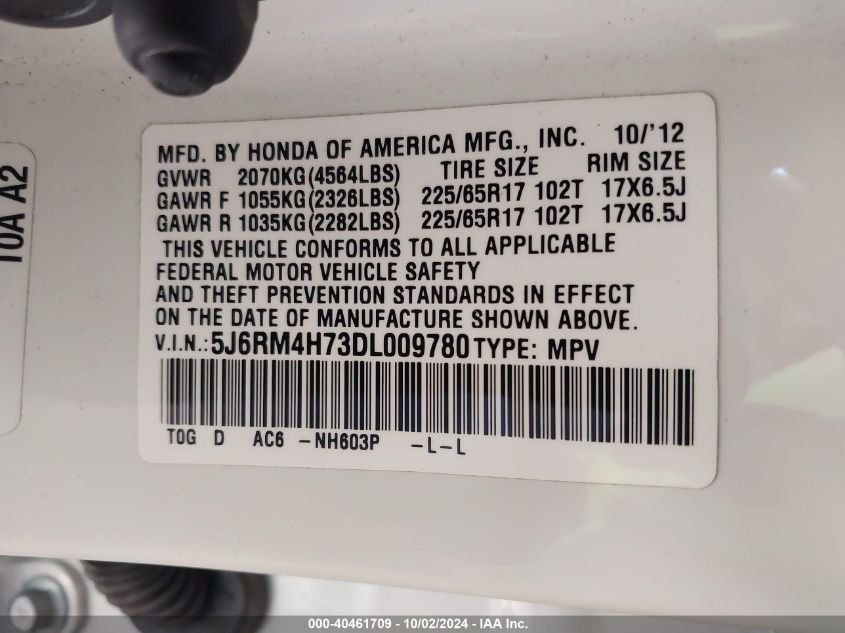 MFD. BY HONDA OF AMERICA MFG., INC. 10/'12
GVWR 2070KG(4564LBS) TIRE SIZE RIM SIZE
GAWR F 1055KG(2326LBS) 225/65R17 102T 17X6.5J
GAWR R 1035KG(2282LBS) 225/65R17 102T 17X6.5J
THIS VEHICLE CONFORMS TO ALL APPLICABLE
FEDERAL MOTOR VEHICLE SAFETY
AND THEFT PREVENTION STANDARDS IN EFFECT
ON THE DATE OF MANUFACTURE SHOWN ABOVE.
V.I.N.:5J6RM4H73DL009780 TYPE: MPV
T0G D AC6 -NH603P -L-L
T0A A2
000-40461709 - 10/02/2024 - IAA Inc.